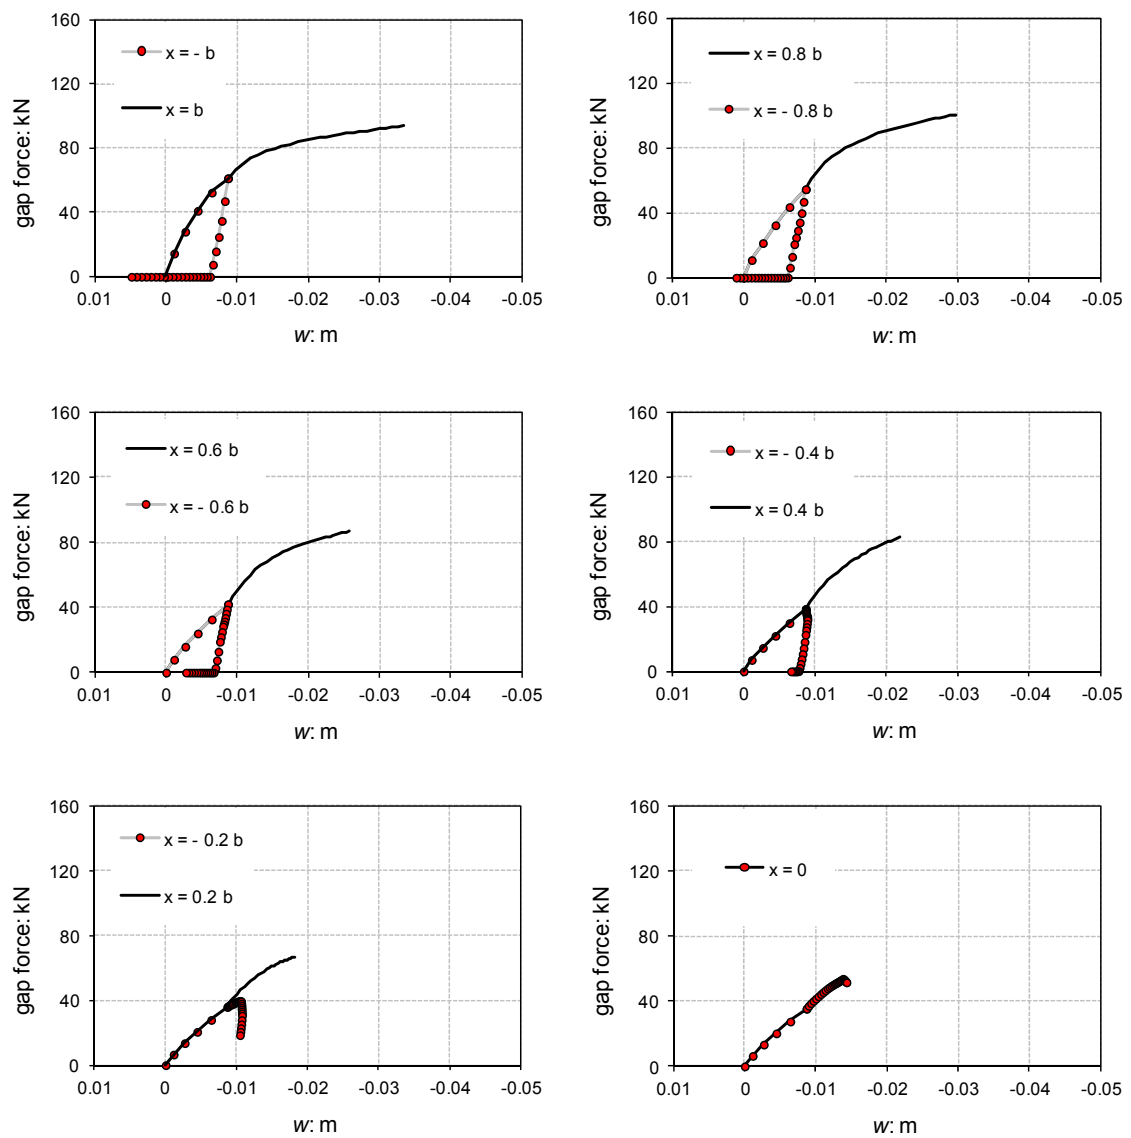 160
120
80
40
0
gap force: kN
x = - b
x = b
0.01 0 -0.01 -0.02 -0.03 -0.04 -0.05
w: m
160
120
80
40
0
gap force: kN
x = 0.8 b
x = - 0.8 b
0.01 0 -0.01 -0.02 -0.03 -0.04 -0.05
w: m
160
120
80
40
0
gap force: kN
x = 0.6 b
x = - 0.6 b
0.01 0 -0.01 -0.02 -0.03 -0.04 -0.05
w: m
160
120
80
40
0
gap force: kN
x = - 0.4 b
x = 0.4 b
0.01 0 -0.01 -0.02 -0.03 -0.04 -0.05
w: m
160
120
80
40
0
gap force: kN
x = - 0.2 b
x = 0.2 b
0.01 0 -0.01 -0.02 -0.03 -0.04 -0.05
w: m
160
120
80
40
0
gap force: kN
x = 0
0.01 0 -0.01 -0.02 -0.03 -0.04 -0.05
w: m